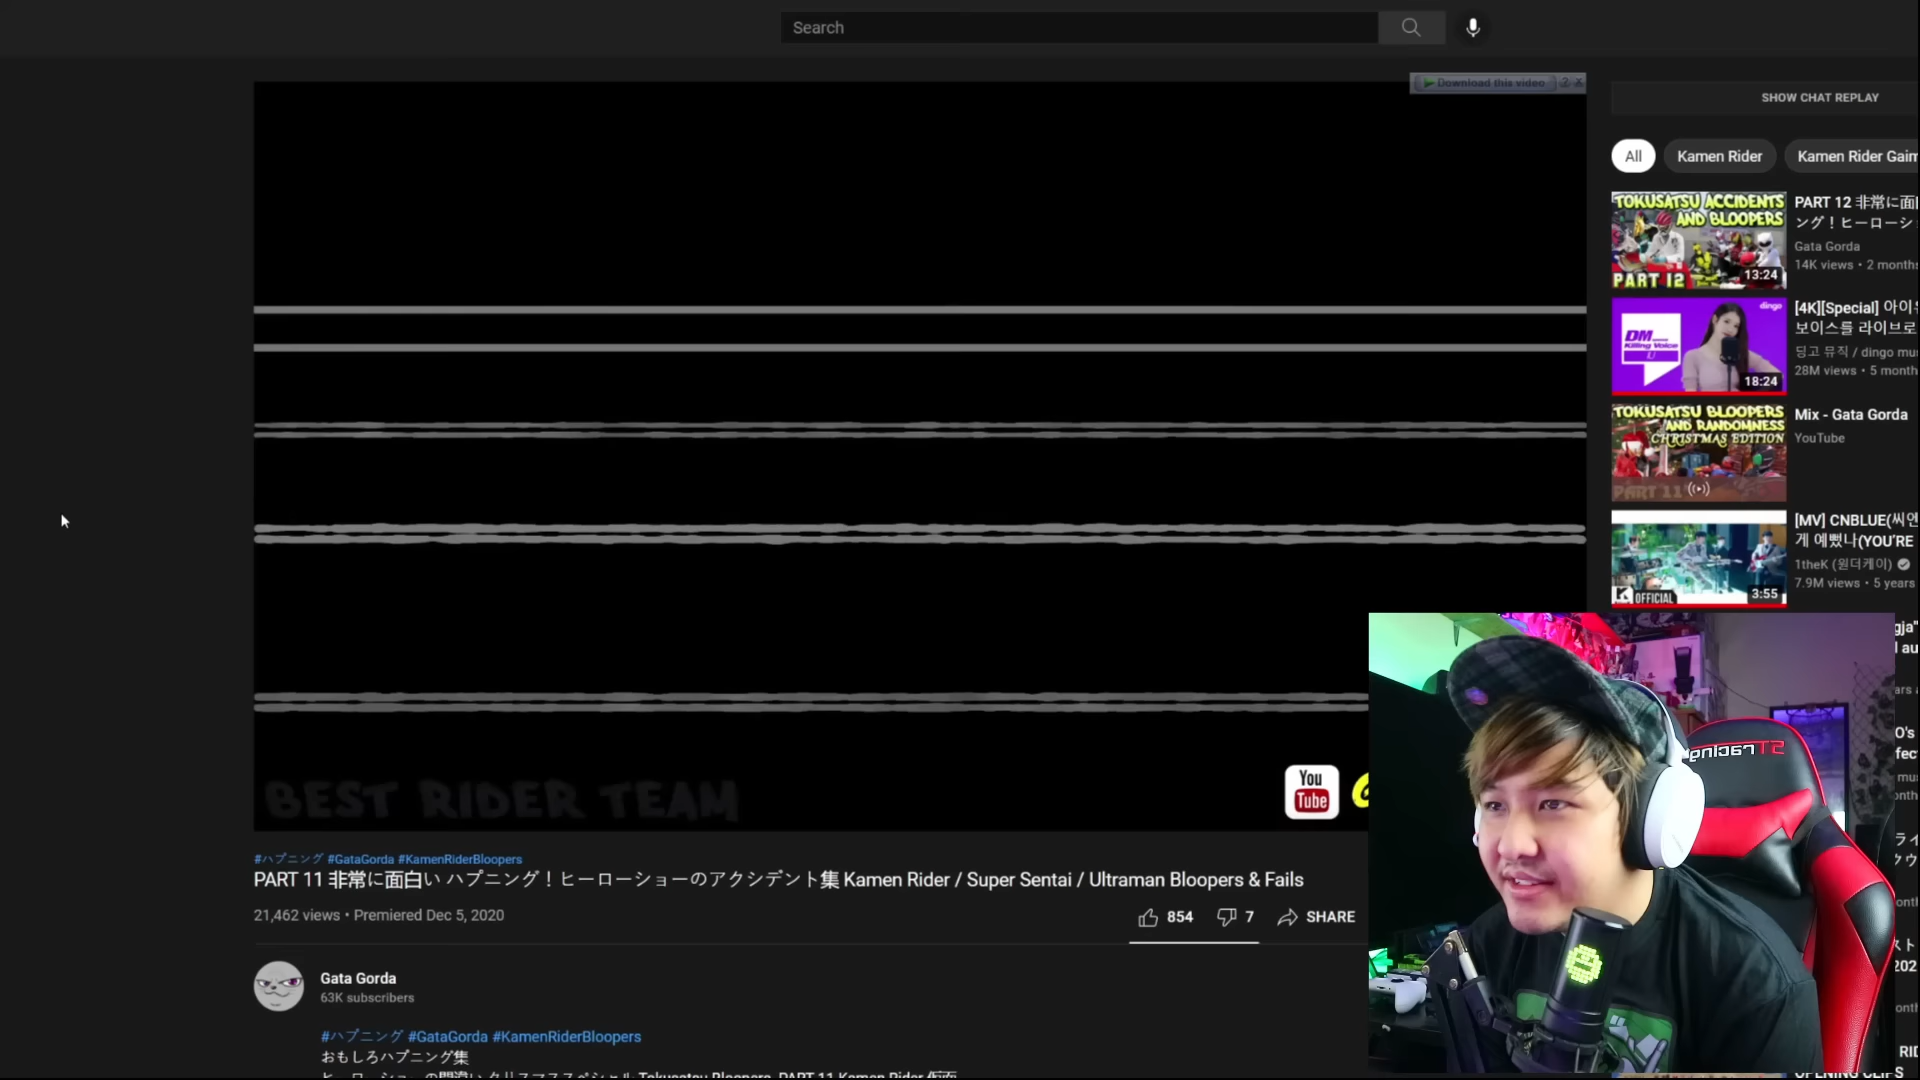 Search
Download this video
SHOW CHAT REPLAY
All
Kamen Rider
Kamen Rider Gaim
TOKUSATSU ACCIDENTS
AND BLOOPERS
PART 12
13:24
PART 12 非常に面
ング！ヒーローシ
Gata Gorda
14K views • 2 months
dingo
DM
Killing Voice
18:24
[4K][Special] 아이
보이스를 라이브로
딩고 뮤직 / dingo mu
28M views • 5 month
TOKUSATSU BLOOPERS
AND RANDOMNESS
CHRISTMAS EDITION
PART 11
Mix - Gata Gorda
YouTube
OFFICIAL
3:55
[MV] CNBLUE(씨엔
게 예뻤나(YOU'RE
1theK (원더케이)
7.9M views • 5 years
BEST RIDER TEAM
You
Tube
STracing
#ハプニング #GataGorda #KamenRiderBloopers
PART 11 非常に面白い ハプニング！ヒーローショーのアクシデント集 Kamen Rider / Super Sentai / Ultraman Bloopers & Fails
21,462 views • Premiered Dec 5, 2020
854
7
SHARE
Gata Gorda
63K subscribers
#ハプニング #GataGorda #KamenRiderBloopers
おもしろハプニング集